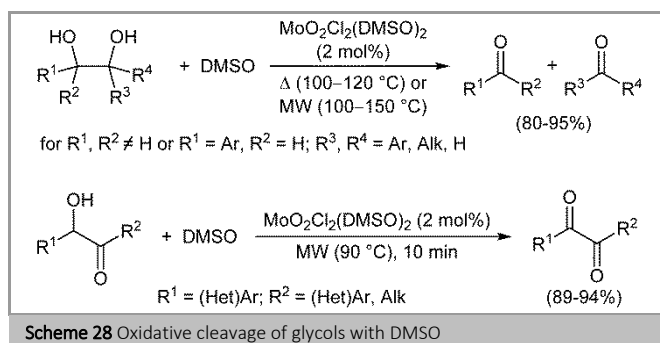 HO OH
R¹ R⁴
R² R³
+ DMSO
MoO₂Cl₂(DMSO)₂
(2 mol%)
Δ (100–120 °C) or
MW (100–150 °C)
O O
R¹ R² + R³ R⁴
(80-95%)
for R¹, R² ≠ H or R¹ = Ar, R² = H; R³, R⁴ = Ar, Alk, H
OH
R¹ R²
O
+ DMSO
MoO₂Cl₂(DMSO)₂ (2 mol%)
MW (90 °C), 10 min
O
R¹ R²
O
R¹ = (Het)Ar; R² = (Het)Ar, Alk
(89-94%)
Scheme 28 Oxidative cleavage of glycols with DMSO